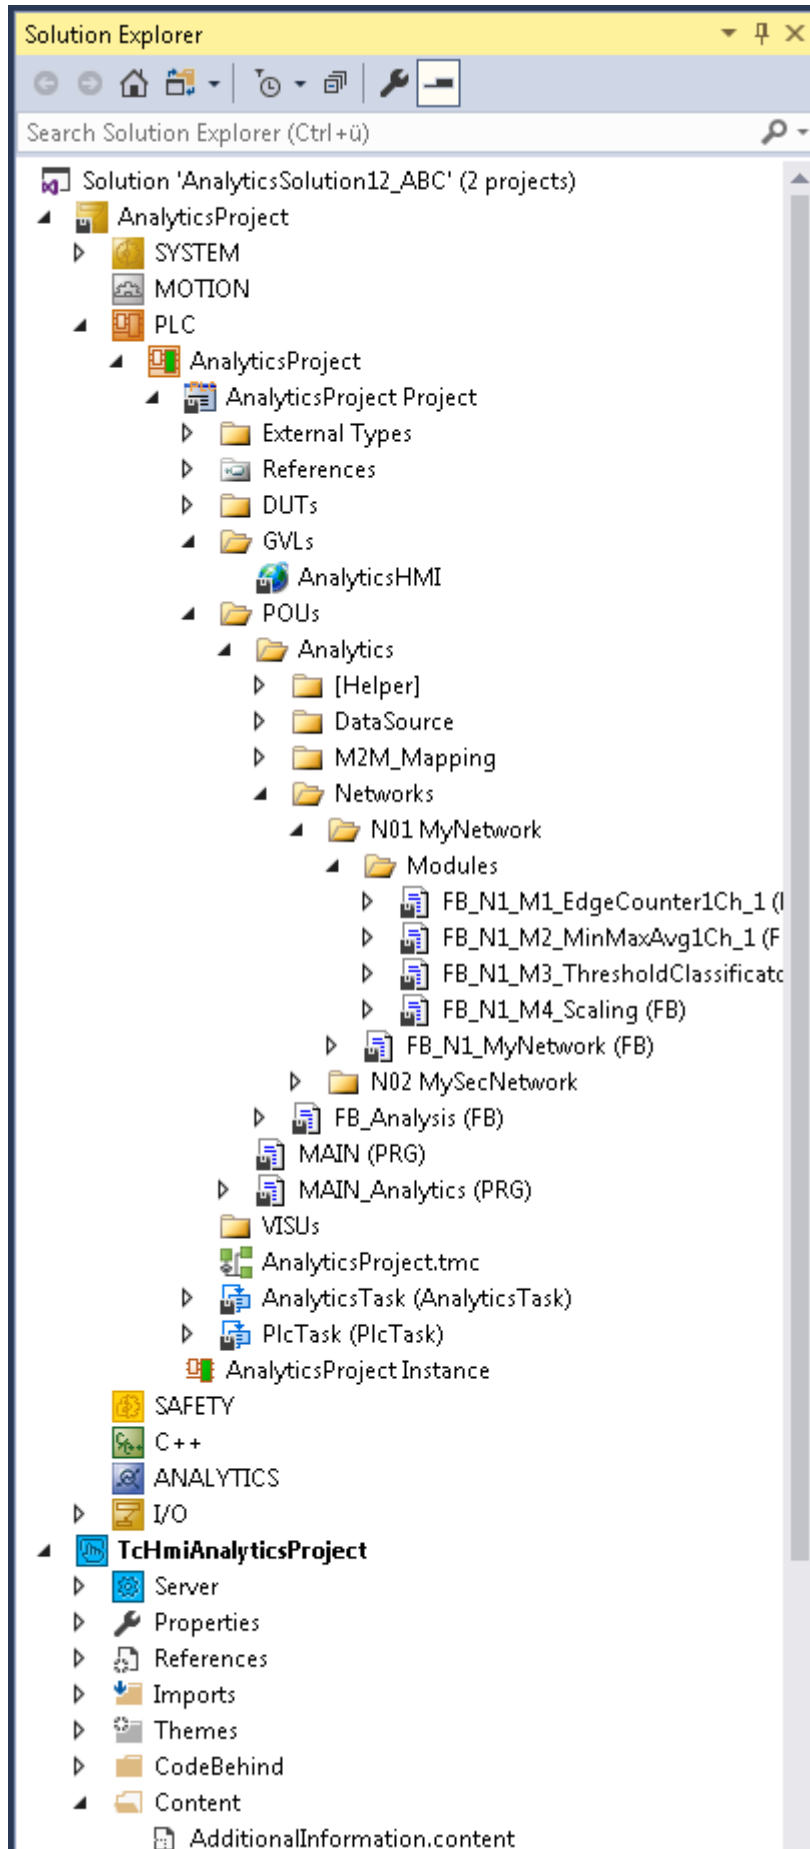 Solution Explorer
Search Solution Explorer (Ctrl+ü)
Solution 'AnalyticsSolution12_ABC' (2 projects)
AnalyticsProject
SYSTEM
MOTION
PLC
AnalyticsProject
AnalyticsProject Project
External Types
References
DUTs
GVLs
AnalyticsHMI
POUs
Analytics
[Helper]
DataSource
M2M_Mapping
Networks
N01 MyNetwork
Modules
FB_N1_M1_EdgeCounter1Ch_1 (
FB_N1_M2_MinMaxAvg1Ch_1 (F
FB_N1_M3_ThresholdClassificato
FB_N1_M4_Scaling (FB)
FB_N1_MyNetwork (FB)
N02 MySecNetwork
FB_Analysis (FB)
MAIN (PRG)
MAIN_Analytics (PRG)
VISUs
AnalyticsProject.tmc
AnalyticsTask (AnalyticsTask)
PlcTask (PlcTask)
AnalyticsProject Instance
SAFETY
C++
ANALYTICS
I/O
TcHmiAnalyticsProject
Server
Properties
References
Imports
Themes
CodeBehind
Content
AdditionalInformation.content